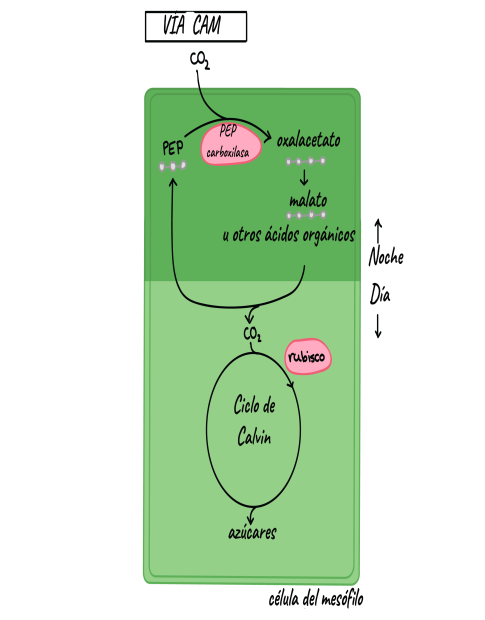 VÍA CAM
CO₂
PEP
carboxilasa
oxalacetato
PEP
malato
u otros ácidos orgánicos
Noche
Día
CO₂
rubisco
Ciclo de
Calvin
azúcares
célula del mesófilo